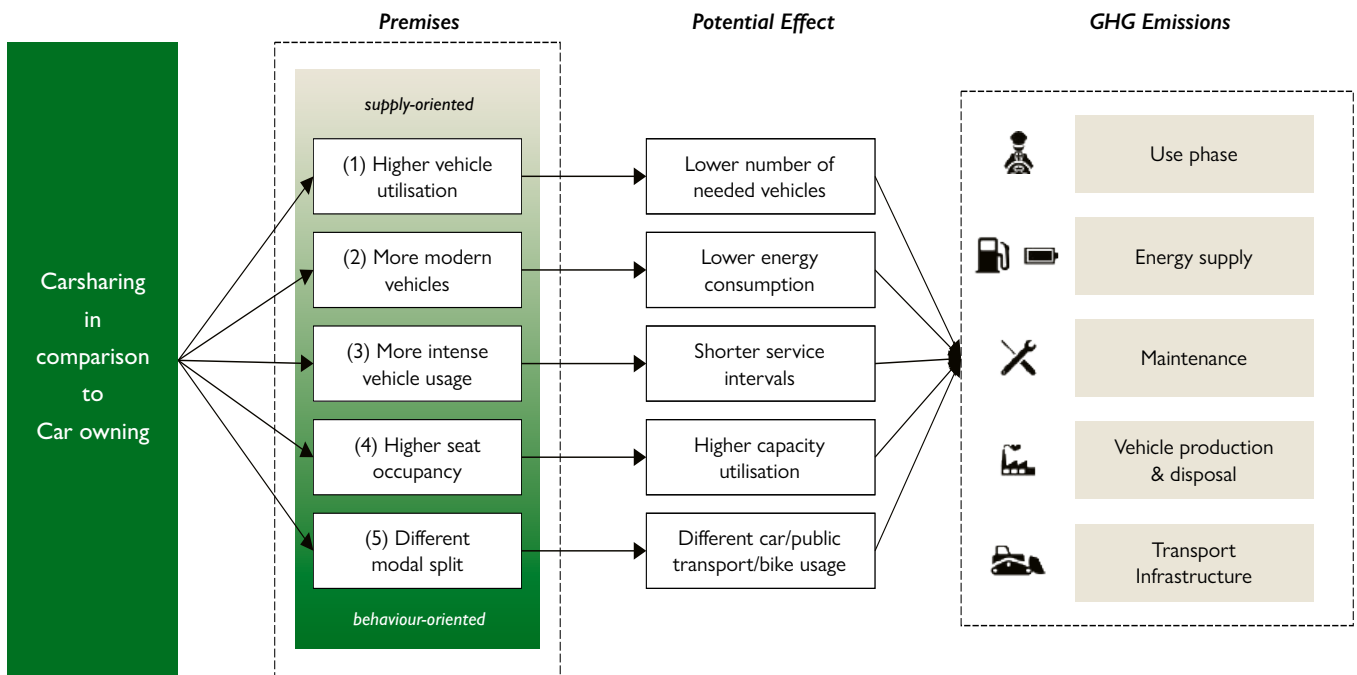 Premises
Potential Effect
GHG Emissions
Carsharing
in
comparison
to
Car owning
supply-oriented
(1) Higher vehicle
utilisation
(2) More modern
vehicles
(3) More intense
vehicle usage
(4) Higher seat
occupancy
(5) Different
modal split
behaviour-oriented
Lower number of
needed vehicles
Lower energy
consumption
Shorter service
intervals
Higher capacity
utilisation
Different car/public
transport/bike usage
Use phase
Energy supply
Maintenance
Vehicle production
& disposal
Transport
Infrastructure